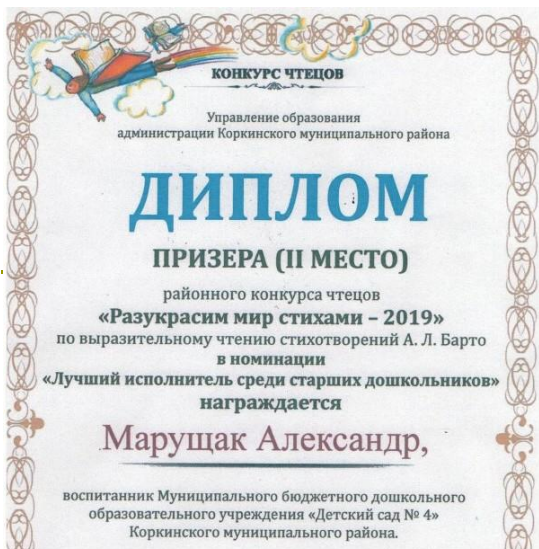 КОНКУРС ЧТЕЦОВ
Управление образования
администрации Коркинского муниципального района
ДИПЛОМ
ПРИЗЕРА (II МЕСТО)
районного конкурса чтецов
«Разукрасим мир стихами – 2019»
по выразительному чтению стихотворений А. Л. Барто
в номинации
«Лучший исполнитель среди старших дошкольников»
награждается
Марущак Александр,
воспитанник Муниципального бюджетного дошкольного
образовательного учреждения «Детский сад № 4»
Коркинского муниципального района.